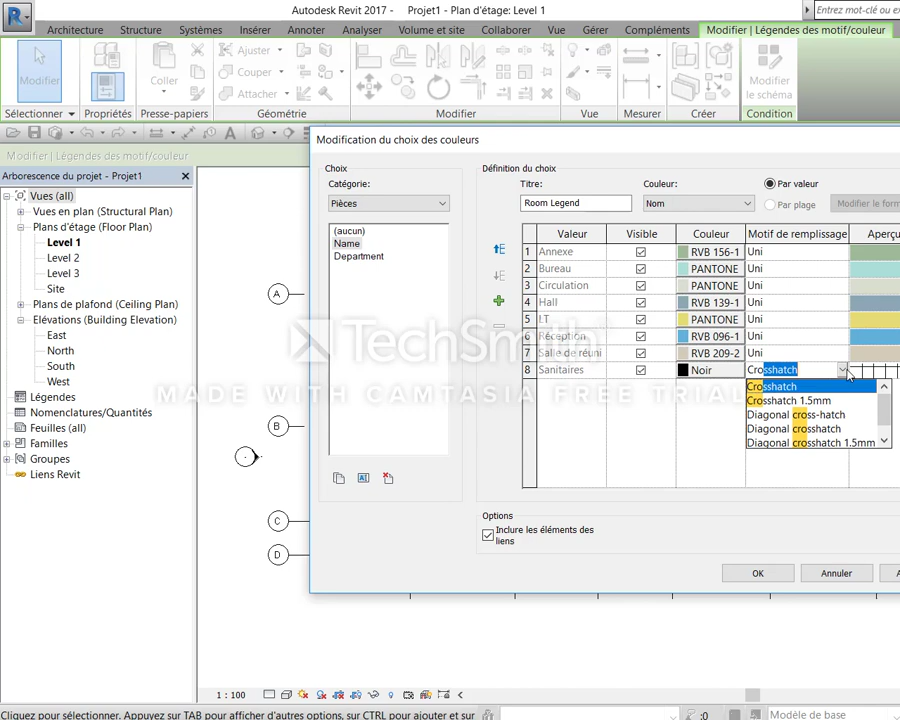 Autodesk Revit 2017 - Projet1 - Plan d'étage: Level 1
Entrez mot-clé ou
Architecture Structure Systèmes Insérer Annoter Analyser Volume et site Collaborer Vue Gérer Compléments Modifier | Légendes des motif/couleur
Modifier
Coller
Ajuster
Couper
Attacher
Modifier
le schéma
Sélectionner Propriétés Presse-papiers Géométrie Modifier Vue Mesurer Créer Condition
Modifier | Légendes des motif/couleur
Arborescence du projet - Projet1
Vues (all)
Vues en plan (Structural Plan)
Plans d'étage (Floor Plan)
Level 1
Level 2
Level 3
Site
Plans de plafond (Ceiling Plan)
Elévations (Building Elevation)
East
North
South
West
Légendes
Nomenclatures/Quantités
Feuilles (all)
Familles
Groupes
Liens Revit
A
B
C
D
Modification du choix des couleurs
Choix
Catégorie:
Pièces
(aucun)
Name
Department
Définition du choix
Titre:
Room Legend
Couleur:
Nom
Par valeur
Par plage
Modifier le form
Valeur Visible Couleur Motif de remplissage Aperçu
1 Annexe RVB 156-1 Uni
2 Bureau PANTONE Uni
3 Circulation PANTONE Uni
4 Hall RVB 139-1 Uni
5 I.T PANTONE Uni
6 Réception RVB 096-1 Uni
7 Salle de réuni RVB 209-2 Uni
8 Sanitaires Noir Crosshatch
Crosshatch
Crosshatch 1.5mm
Diagonal cross-hatch
Diagonal crosshatch
Diagonal crosshatch 1.5mm
Options
Inclure les éléments des
liens
OK Annuler A
TechSmith
MADE WITH CAMTASIA FREE TRIAL
1 : 100
Cliquez pour sélectionner. Appuyez sur TAB pour afficher d'autres options, sur CTRL pour ajouter et sur
:0
Modèle de base